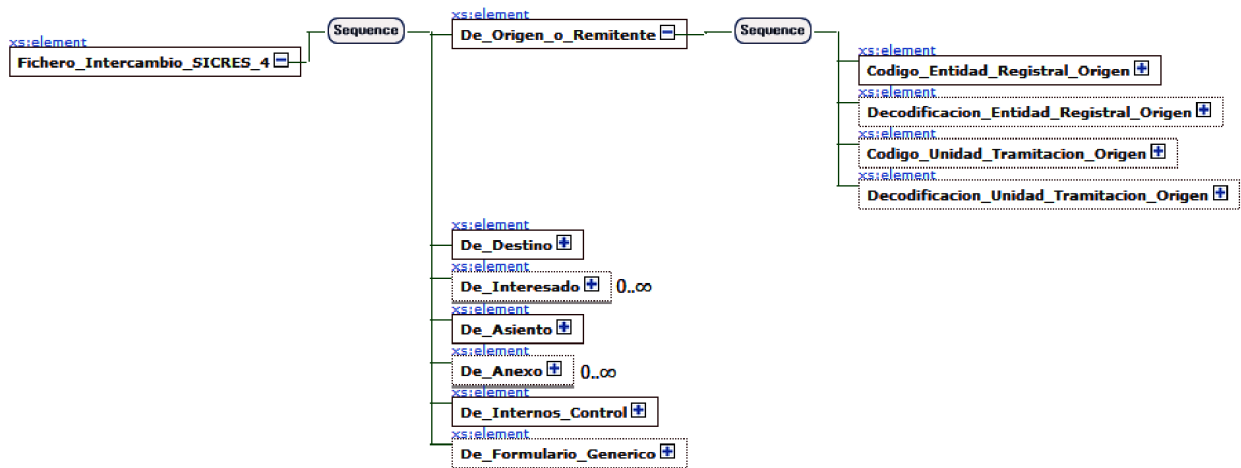 xs:element
Fichero_Intercambio_SICRES_4
Sequence
xs:element
De_Origen_o_Remitente
Sequence
xs:element
Codigo_Entidad_Registral_Origen
xs:element
Decodificacion_Entidad_Registral_Origen
xs:element
Codigo_Unidad_Tramitacion_Origen
xs:element
Decodificacion_Unidad_Tramitacion_Origen
xs:element
De_Destino
xs:element
De_Interesado 0..∞
xs:element
De_Asiento
xs:element
De_Anexo 0..∞
xs:element
De_Internos_Control
xs:element
De_Formulario_Generico